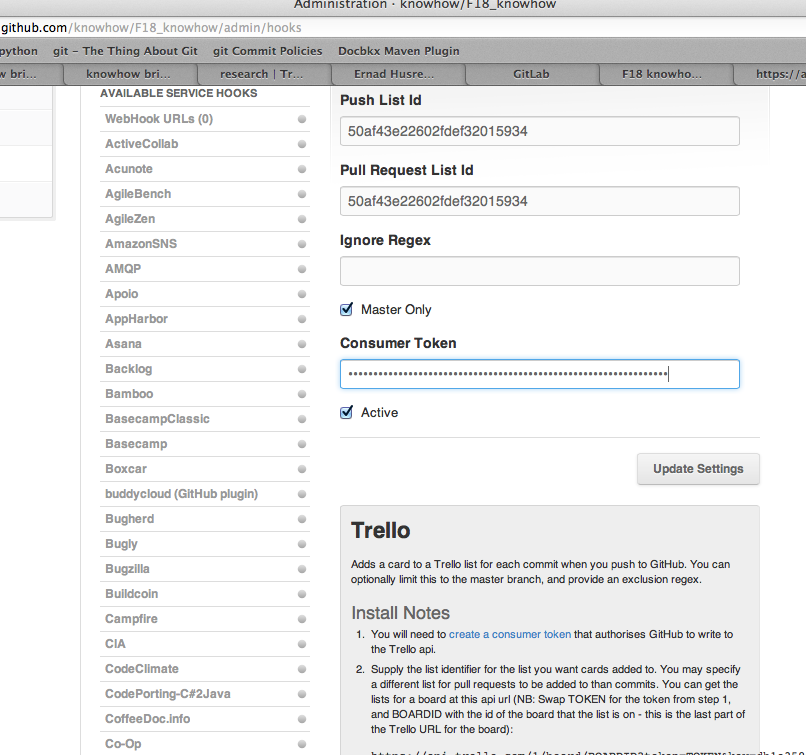 Administration · knowhow/F18_knowhow
github.com/knowhow/F18_knowhow/admin/hooks
python git – The Thing About Git git Commit Policies Docbkx Maven Plugin
w bri... knowhow bri... research | Tr... Ernad Husre... GitLab F18 knowho... https://a
AVAILABLE SERVICE HOOKS
WebHook URLs (0)
ActiveCollab
Acunote
AgileBench
AgileZen
AmazonSNS
AMQP
Apoio
AppHarbor
Asana
Backlog
Bamboo
BasecampClassic
Basecamp
Boxcar
buddycloud (GitHub plugin)
Bugherd
Bugly
Bugzilla
Buildcoin
Campfire
CIA
CodeClimate
CodePorting-C#2Java
CoffeeDoc.info
Co-Op
Push List Id
50af43e22602fdef32015934
Pull Request List Id
50af43e22602fdef32015934
Ignore Regex
Master Only
Consumer Token
Active
Update Settings
Trello
Adds a card to a Trello list for each commit when you push to GitHub. You can
optionally limit this to the master branch, and provide an exclusion regex.
Install Notes
1. You will need to create a consumer token that authorises GitHub to write to
the Trello api.
2. Supply the list identifier for the list you want cards added to. You may specify
a different list for pull requests to be added to than commits. You can get the
lists for a board at this api url (NB: Swap TOKEN for the token from step 1,
and BOARDID with the id of the board that the list is on - this is the last part of
the Trello URL for the board):